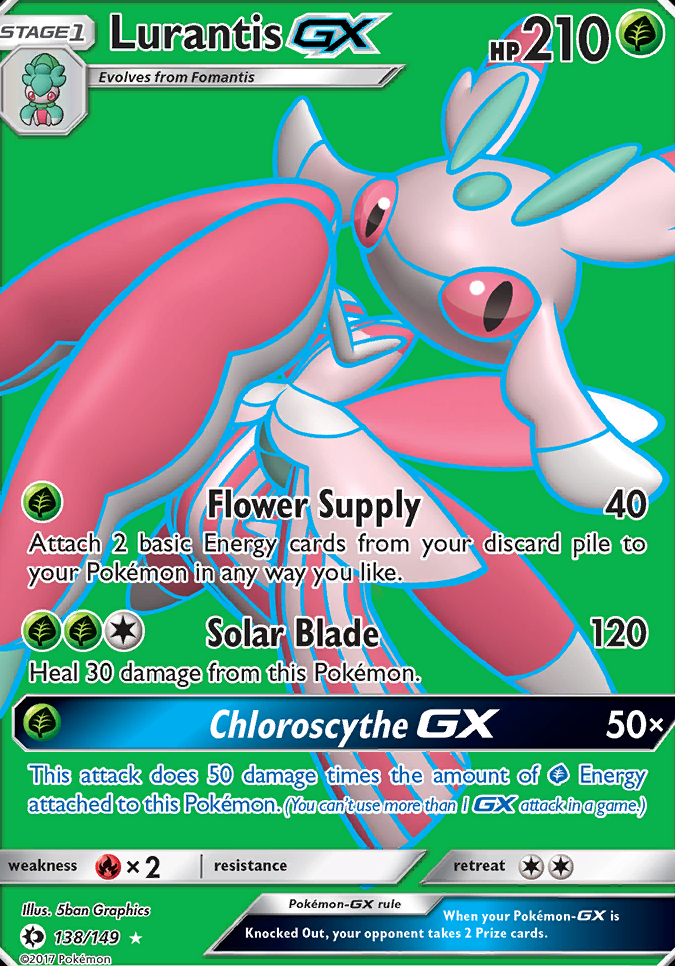 STAGE 1 Lurantis GX HP 210
Evolves from Fomantis
Flower Supply 40
Attach 2 basic Energy cards from your discard pile to
your Pokémon in any way you like.
Solar Blade 120
Heal 30 damage from this Pokémon.
Chloroscythe GX 50×
This attack does 50 damage times the amount of Energy
attached to this Pokémon. (You can't use more than 1 GX attack in a game.)
weakness ×2 resistance retreat
Illus. 5ban Graphics
Pokémon-GX rule
When your Pokémon-GX is
Knocked Out, your opponent takes 2 Prize cards.
138/149
©2017 Pokémon